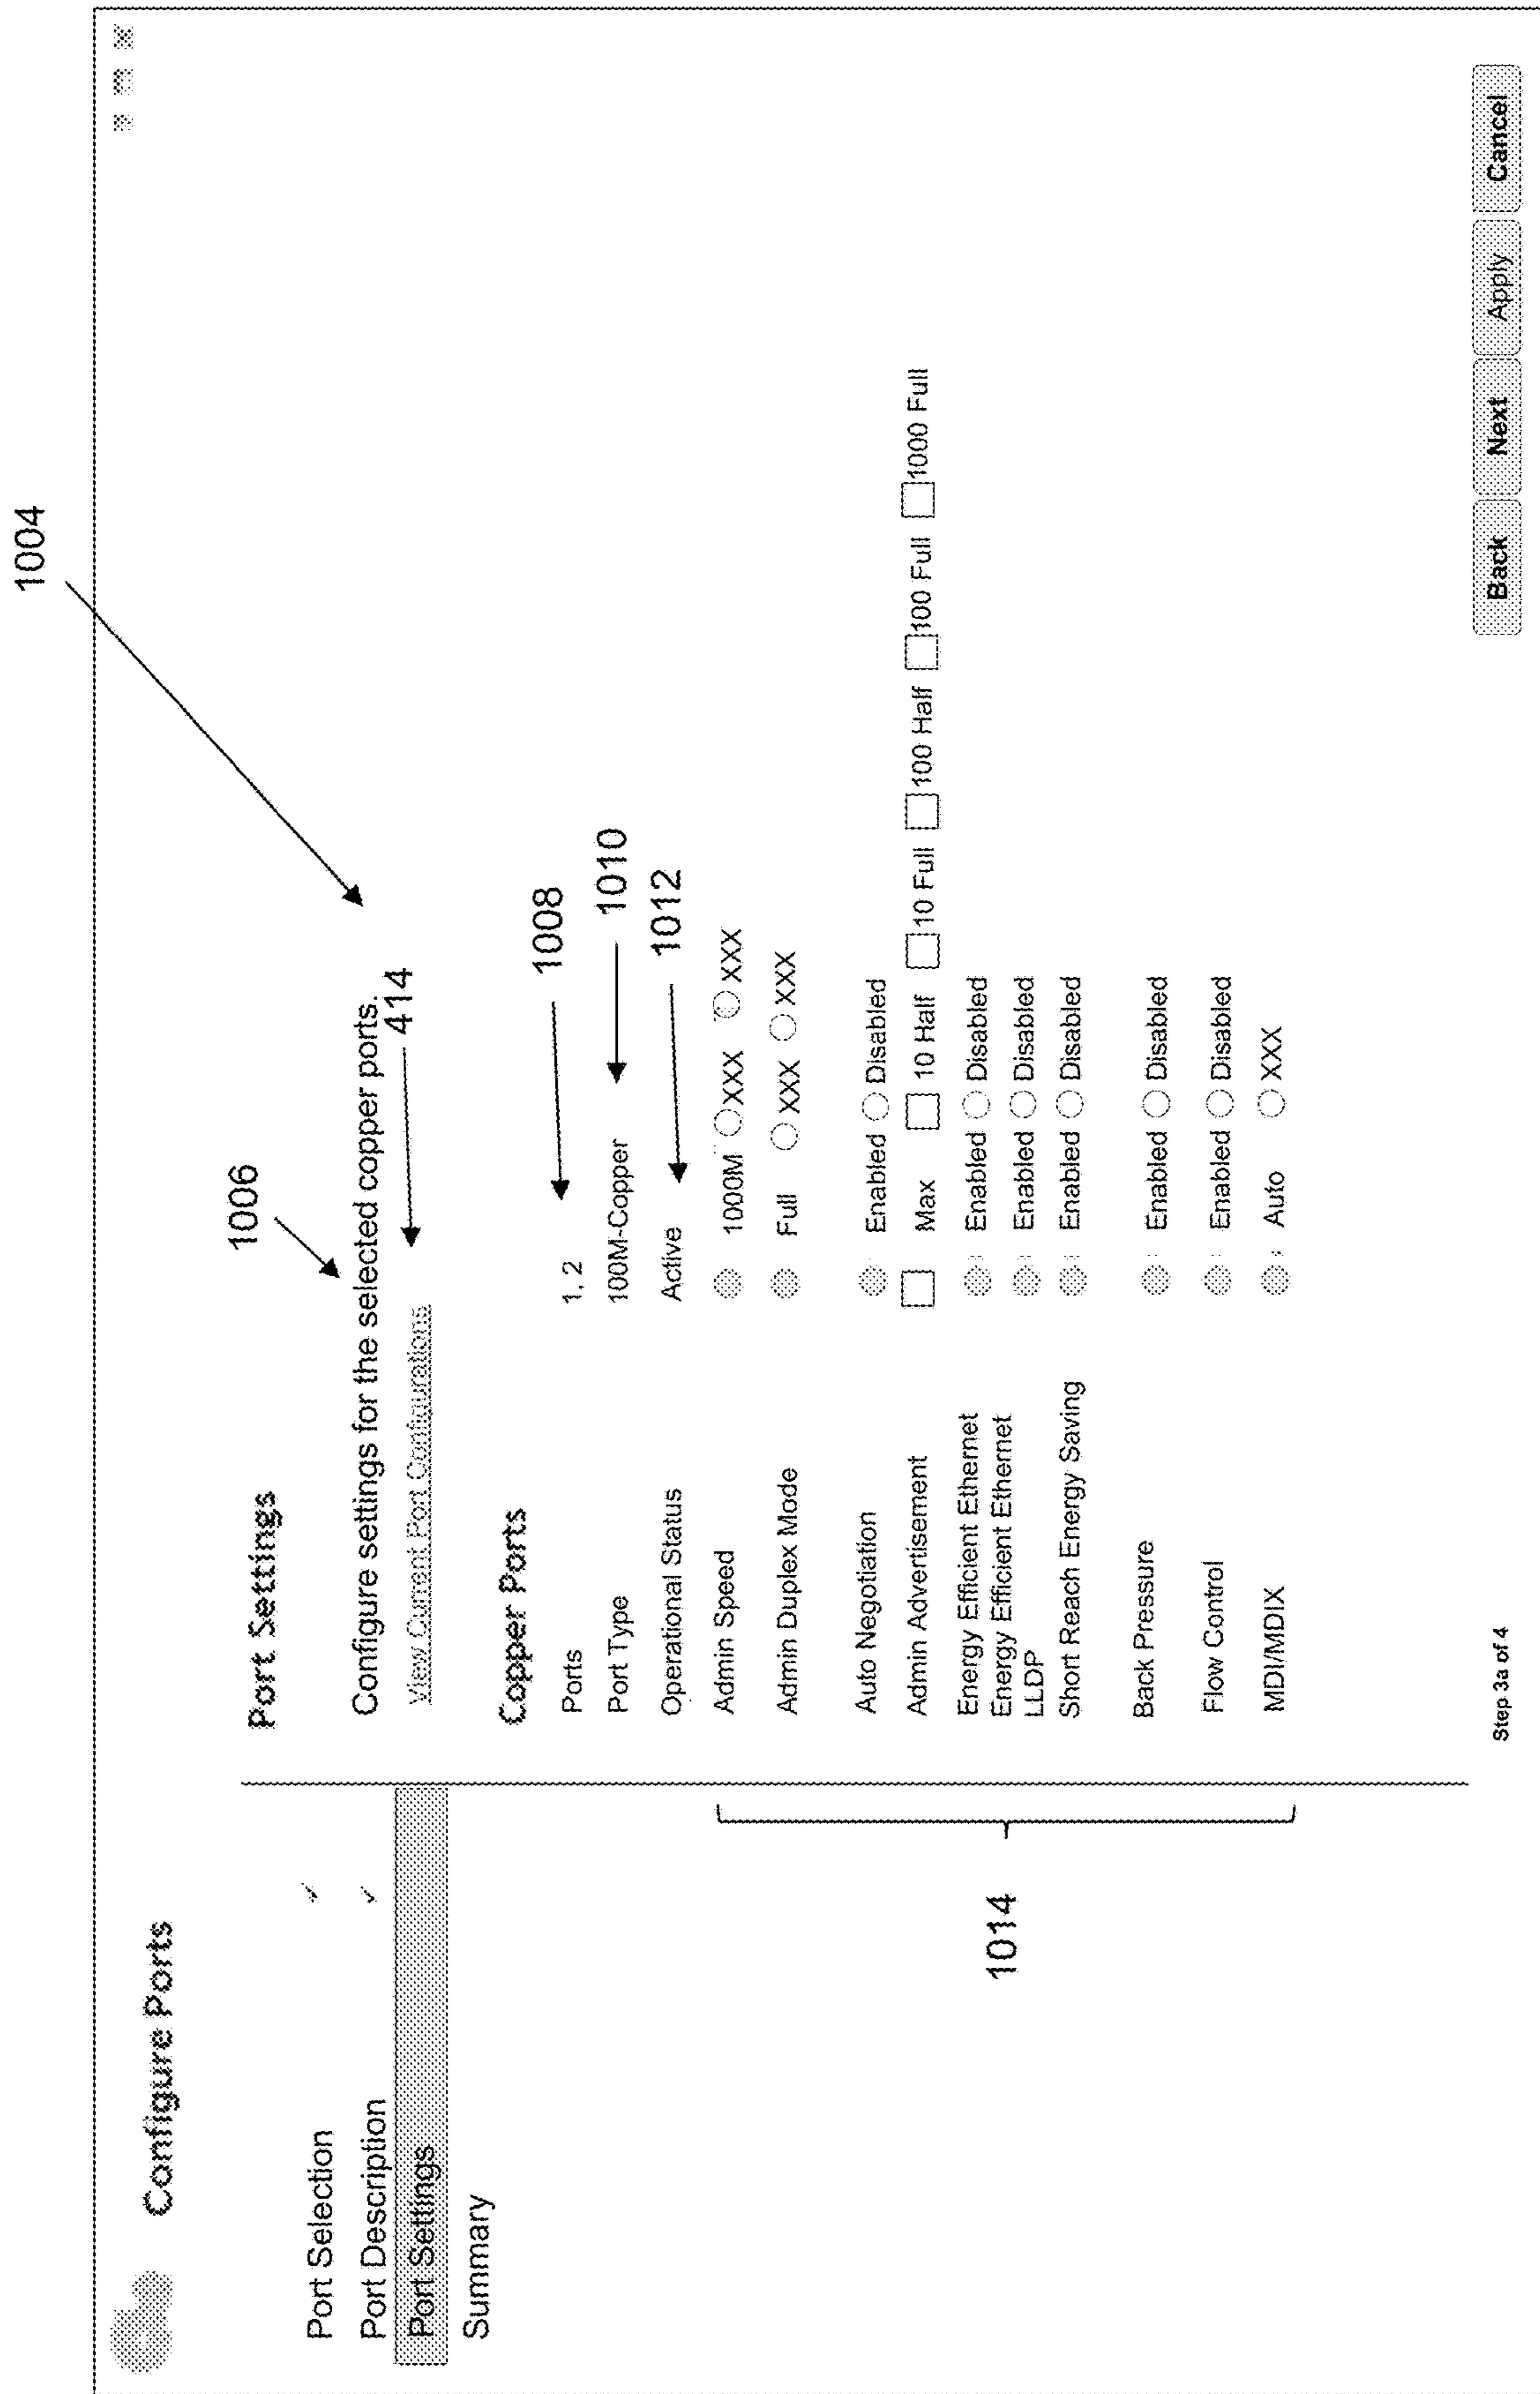 1004
Configure Ports
Port Selection ✓
Port Description ✓
Port Settings
Summary
Port Settings
1006
Configure settings for the selected copper ports.
View Current Port Configurations
414
Copper Ports
Ports 1, 2
1008
Port Type 100M-Copper
1010
Operational Status Active
1012
Admin Speed 1000M XXX XXX
Admin Duplex Mode Full XXX XXX
Auto Negotiation Enabled Disabled
Admin Advertisement Max 10 Half 10 Full 100 Half 100 Full 1000 Full
Energy Efficient Ethernet Enabled Disabled
Energy Efficient Ethernet
LLDP Enabled Disabled
Short Reach Energy Saving Enabled Disabled
Back Pressure Enabled Disabled
Flow Control Enabled Disabled
MDI/MDIX Auto XXX
1014
Step 3a of 4
Back Next Apply Cancel